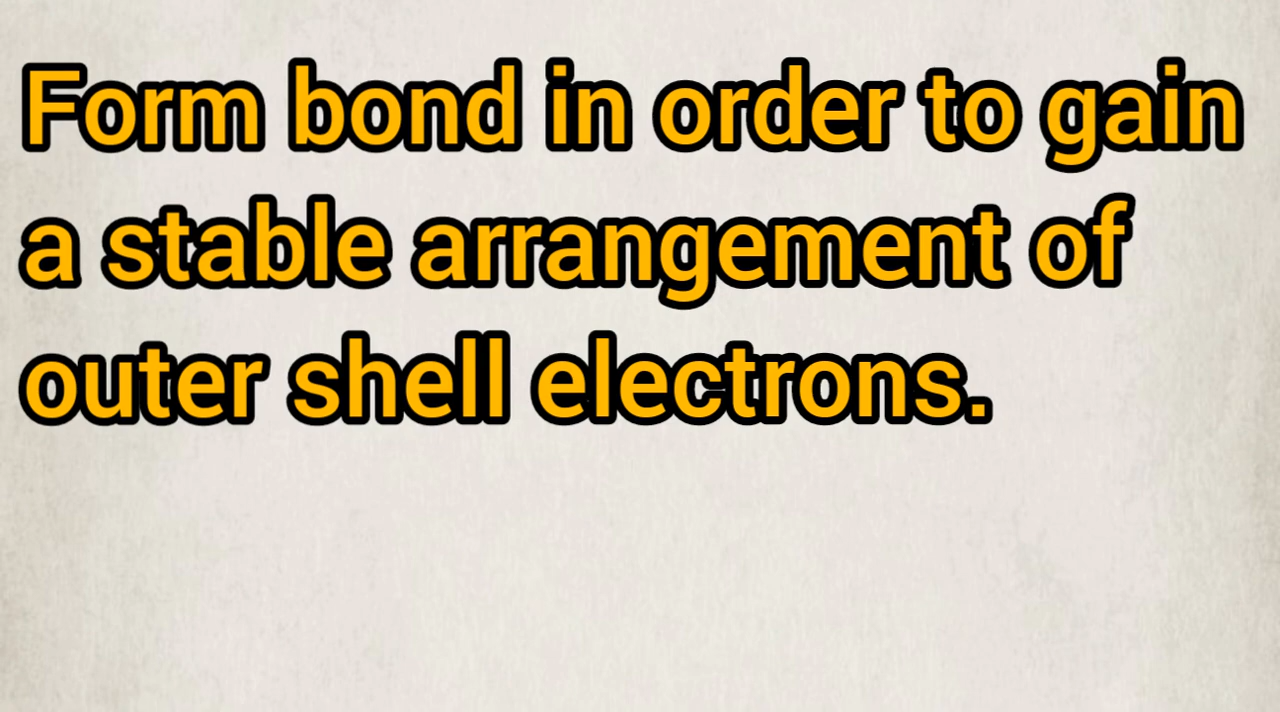 Form bond in order to gain
a stable arrangement of
outer shell electrons.